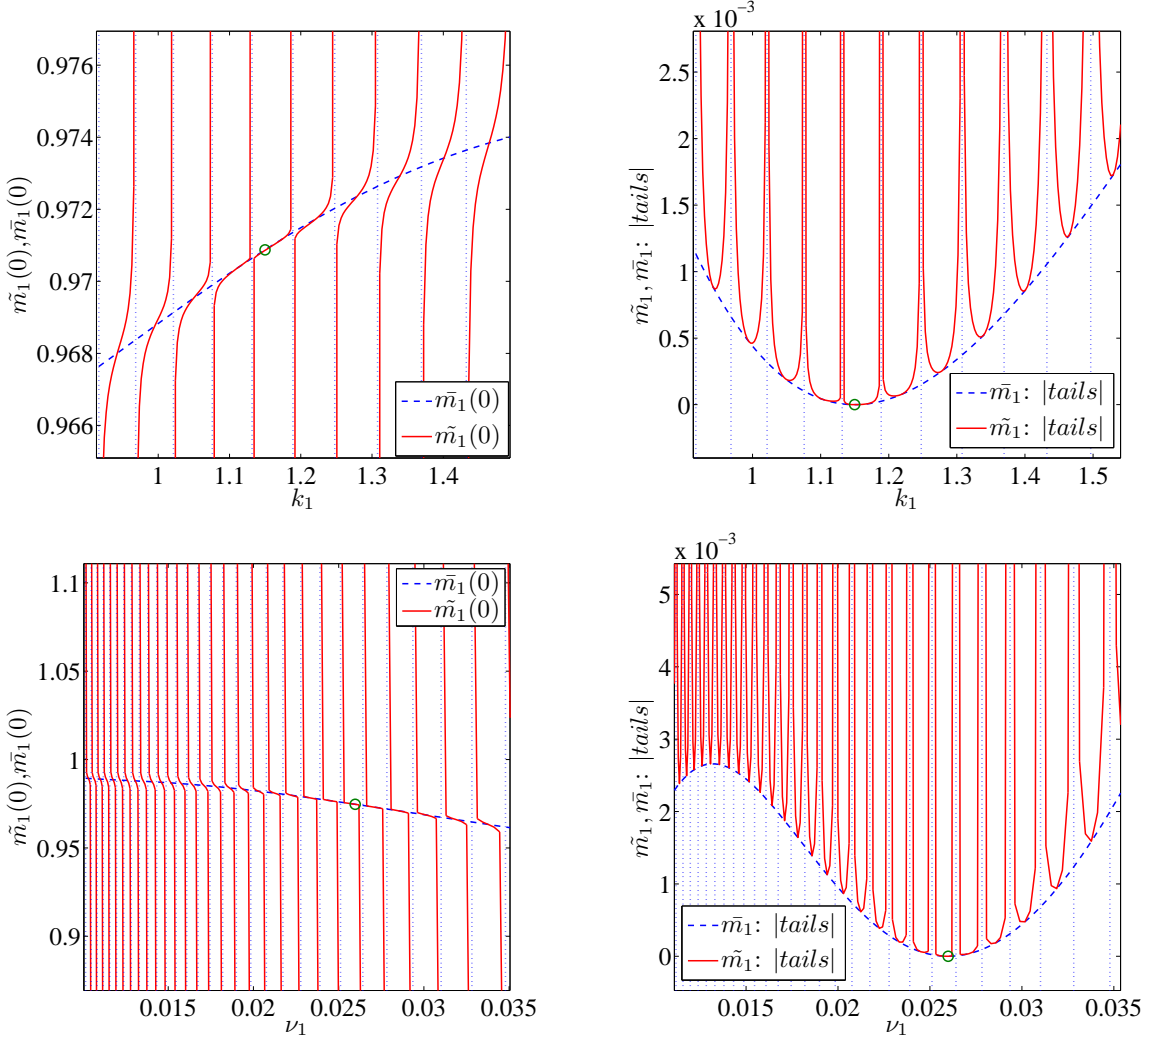 0.976
0.974
0.972
0.97
0.968
0.966
m̃₁(0),m̄₁(0)
m̄₁(0)
m̃₁(0)
1
1.1
1.2
1.3
1.4
k₁
x 10⁻³
2.5
2
1.5
1
0.5
0
m̃₁, m̄₁: |tails|
m̄₁: |tails|
m̃₁: |tails|
1
1.1
1.2
1.3
1.4
1.5
k₁
1.1
1.05
1
0.95
0.9
m̃₁(0),m̄₁(0)
m̄₁(0)
m̃₁(0)
0.015
0.02
0.025
0.03
0.035
ν₁
x 10⁻³
5
4
3
2
1
0
m̃₁, m̄₁: |tails|
m̄₁: |tails|
m̃₁: |tails|
0.015
0.02
0.025
0.03
0.035
ν₁